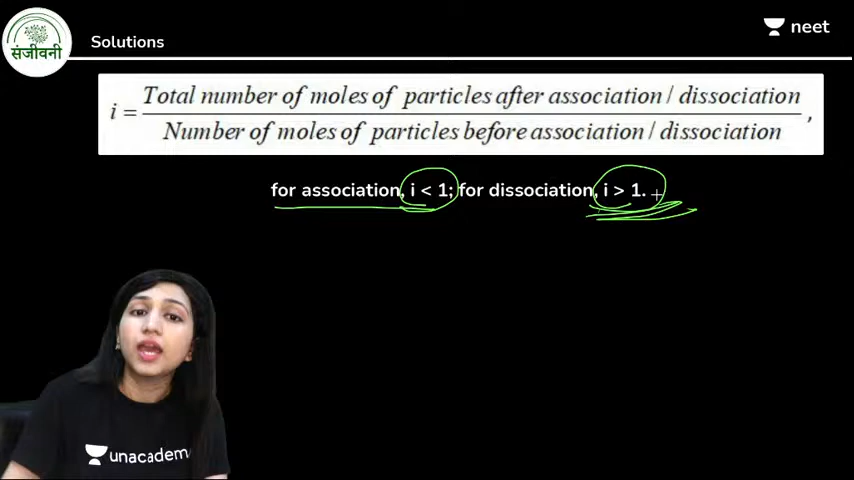 संजीवनी
Solutions
neet
i = Total number of moles of particles after association / dissociation
Number of moles of particles before association / dissociation ,
for association, i < 1; for dissociation, i > 1.
unacadem